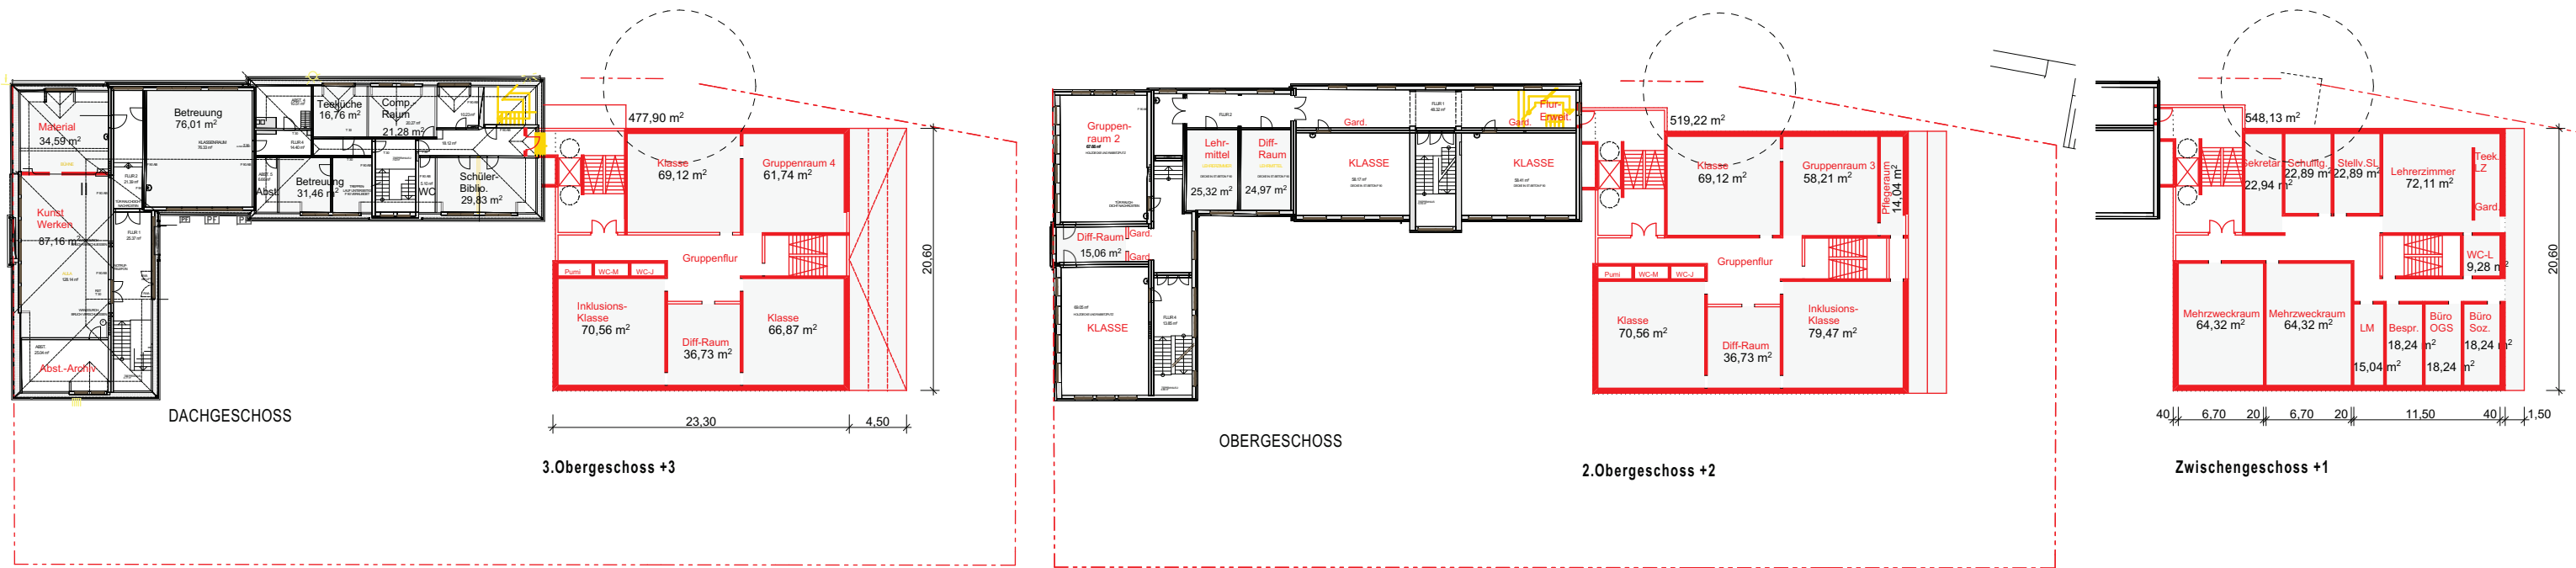 477,90 m²
Material
34,59 m²
Betreuung
76,01 m²
KLASSENRAUM
Teeküche
16,76 m²
Comp.-
Raum
21,28 m²
Kunst
Werken
87,16 m²
Abst.
Betreuung
31,46 m²
WC
Schüler-
Biblio.
29,83 m²
Abst.-Archiv
Klasse
69,12 m²
Gruppenraum 4
61,74 m²
Gruppenflur
Pumi
WC-M
WC-J
Inklusions-
Klasse
70,56 m²
Diff-Raum
36,73 m²
Klasse
66,87 m²
20,60
23,30
4,50
DACHGESCHOSS
3.Obergeschoss +3
519,22 m²
Gruppen-
raum 2
FLUR 2
Lehr-
mittel
25,32 m²
Diff-
Raum
24,97 m²
Gard.
FLUR 1
Gard.
Flur-
Erweit.
KLASSE
KLASSE
Diff-Raum
15,06 m²
Gard.
Gard.
KLASSE
FLUR 4
Klasse
69,12 m²
Gruppenraum 3
58,21 m²
Pflegeraum
14,04 m²
Gruppenflur
Pumi
WC-M
WC-J
Klasse
70,56 m²
Diff-Raum
36,73 m²
Inklusions-
Klasse
79,47 m²
OBERGESCHOSS
2.Obergeschoss +2
548,13 m²
Sekretar.
22,94 m²
Schulltg.
22,89 m²
Stellv.SL
22,89 m²
Lehrerzimmer
72,11 m²
Teek.
LZ
Gard.
WC-L
9,28 m²
Mehrzweckraum
64,32 m²
Mehrzweckraum
64,32 m²
LM
15,04 m²
Bespr.
18,24 m²
Büro
OGS
18,24 m²
Büro
Soz.
18,24 m²
20,60
40
6,70
20
6,70
20
11,50
40
1,50
Zwischengeschoss +1